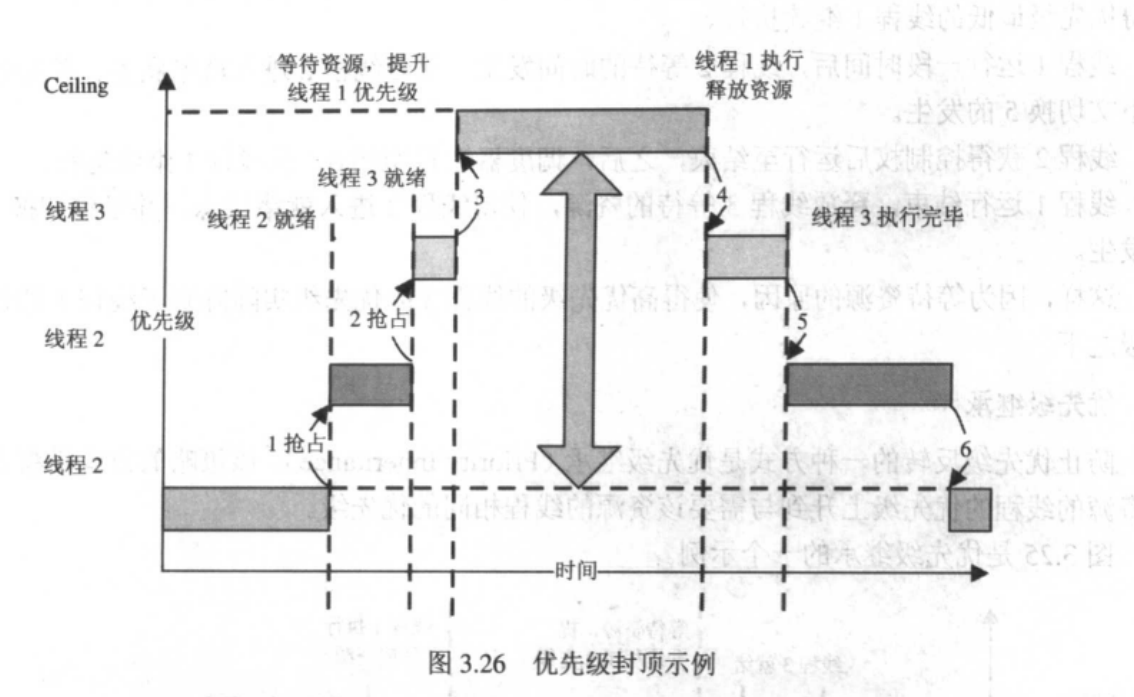 Ceiling
等待资源，提升
线程 1 优先级
线程 1 执行
释放资源
线程 3 就绪
3
4
线程 3
线程 2 就绪
线程 3 执行完毕
优先级
2 抢占
5
线程 2
1 抢占
6
线程 2
时间
图 3.26 优先级封顶示例